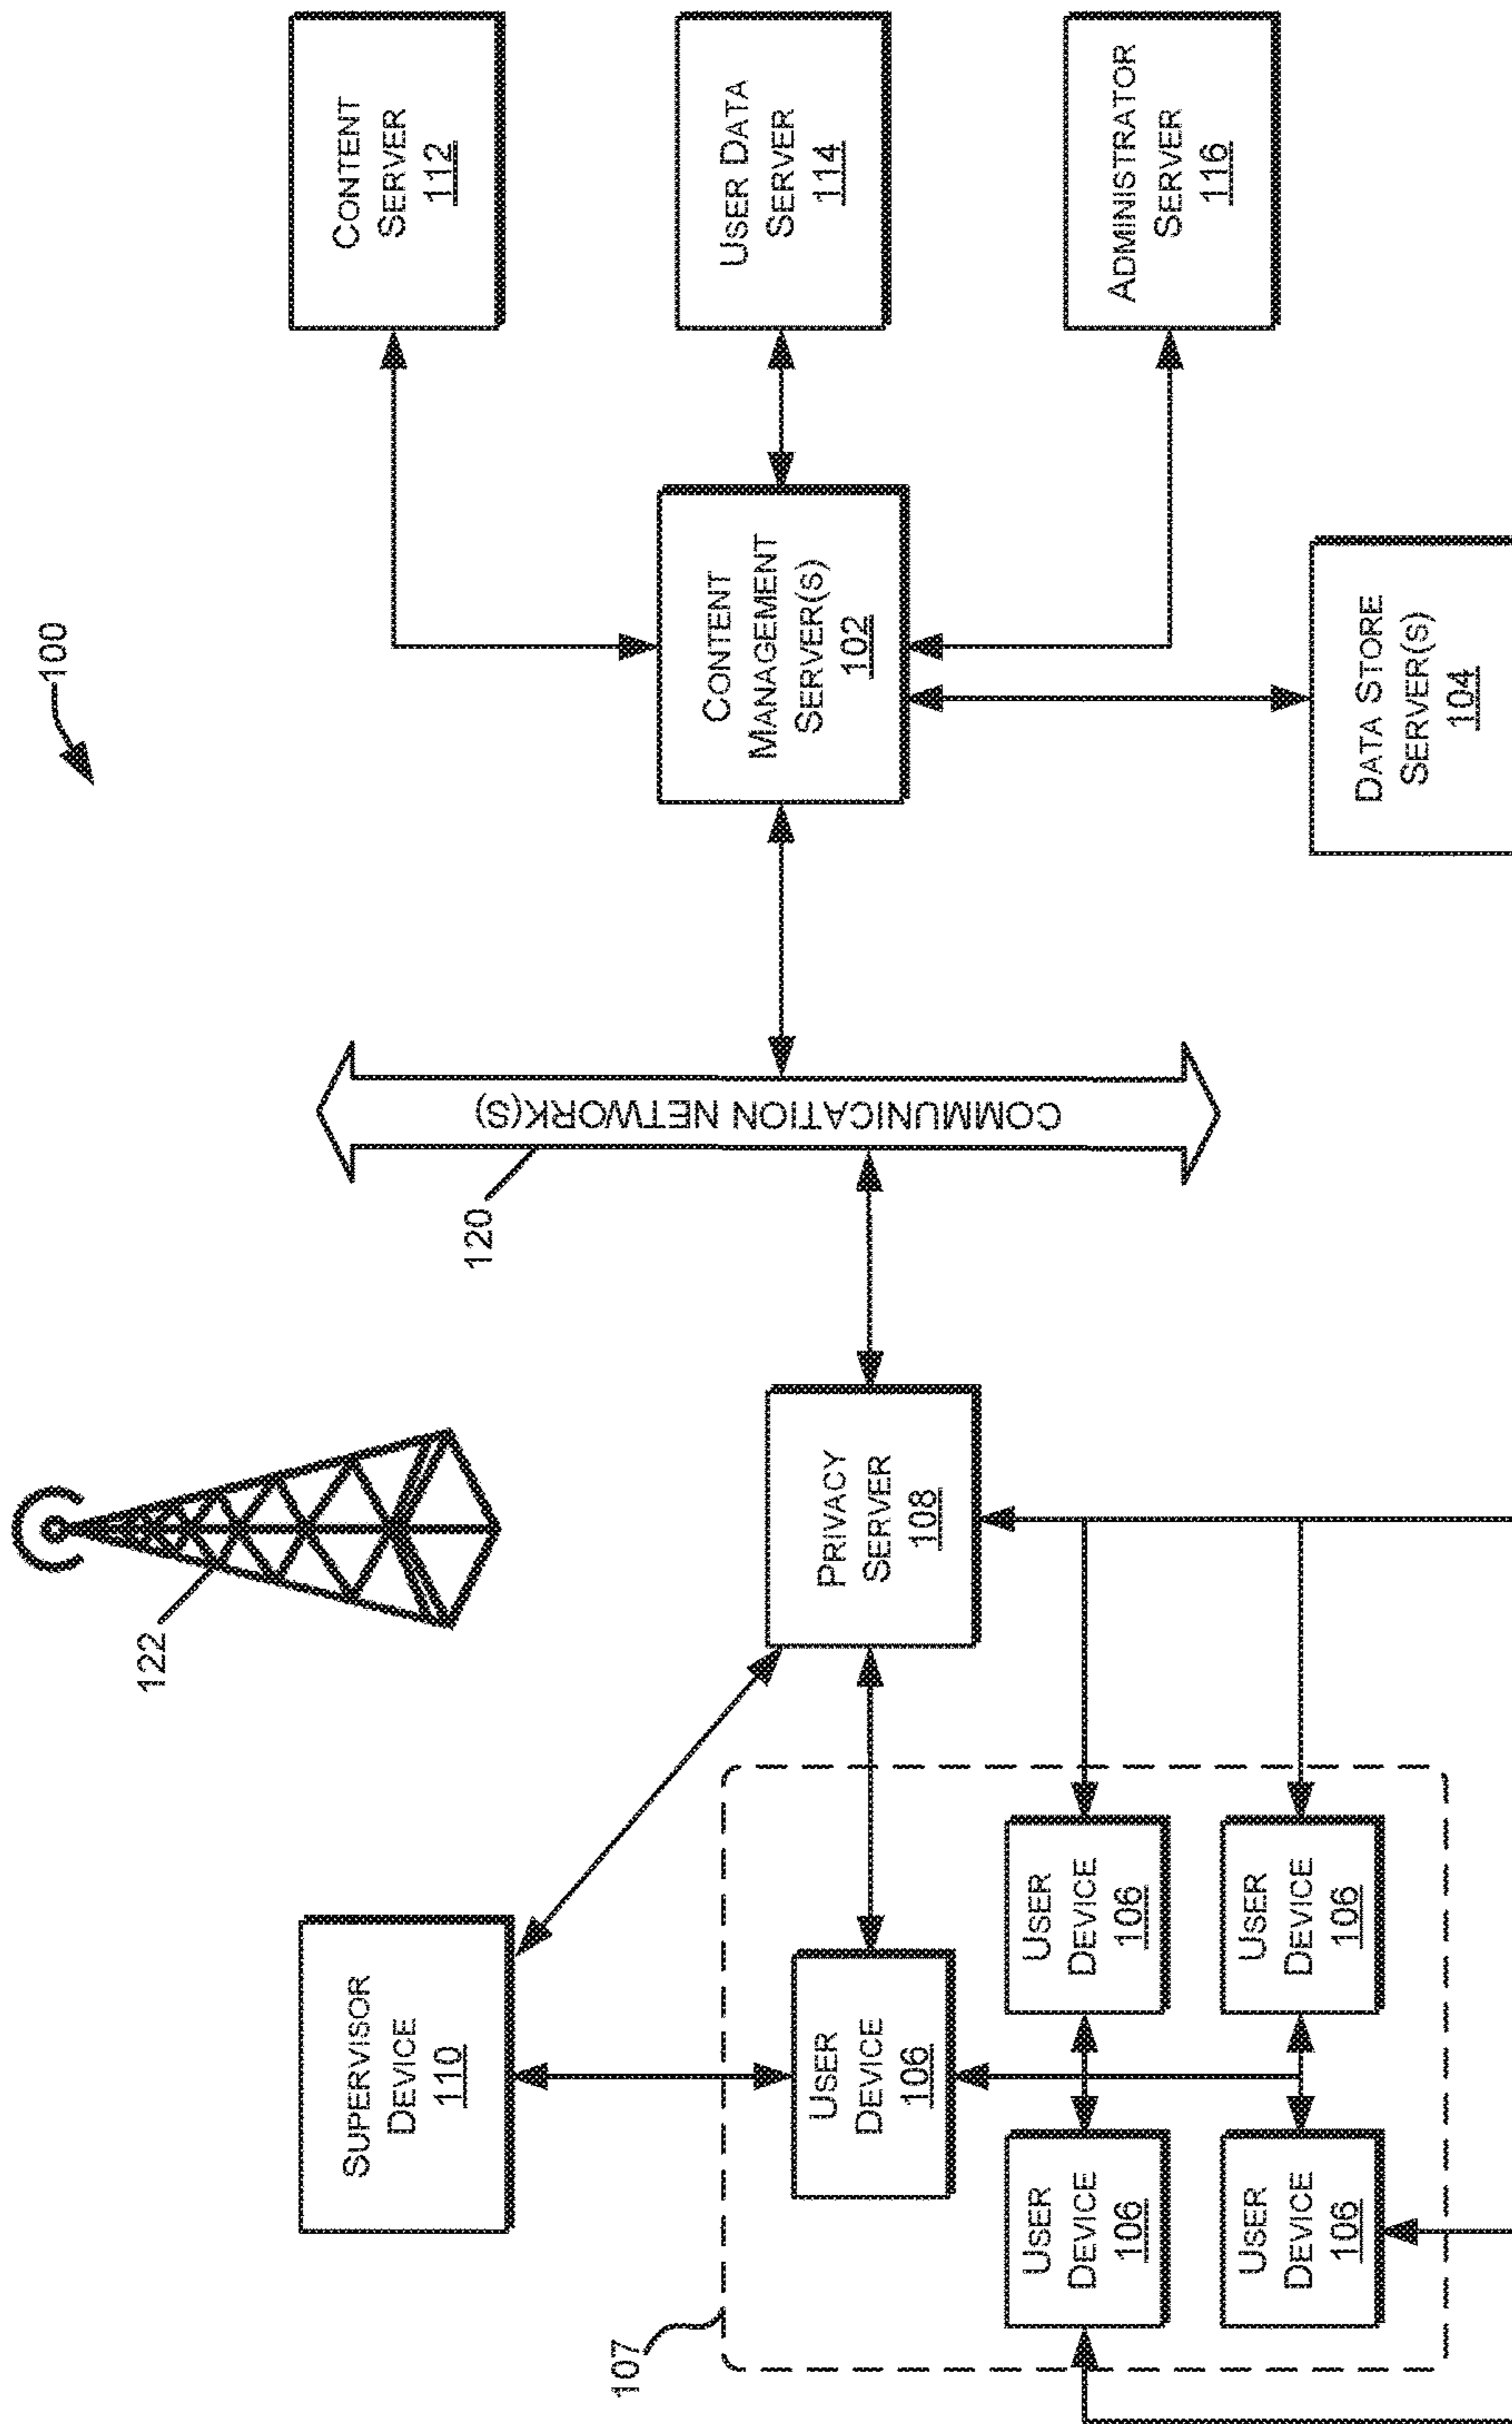 100
CONTENT
SERVER
112
USER DATA
SERVER
114
ADMINISTRATOR
SERVER
116
CONTENT
MANAGEMENT
SERVER(S)
102
DATA STORE
SERVER(S)
104
COMMUNICATION NETWORK(S)
120
122
PRIVACY
SERVER
108
SUPERVISOR
DEVICE
110
107
USER
DEVICE
106
USER
DEVICE
106
USER
DEVICE
106
USER
DEVICE
106
USER
DEVICE
106